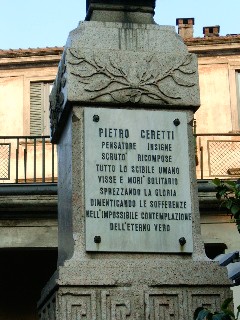 PIETRO CERETTI
PENSATORE INSIGNE
SCRUTÒ RICOMPOSE
TUTTO LO SCIBILE UMANO
VISSE E MORÌ SOLITARIO
SPREZZANDO LA GLORIA
DIMENTICANDO LE SOFFERENZE
NELL'IMPOSSIBILE CONTEMPLAZIONE
DELL'ETERNO VERO